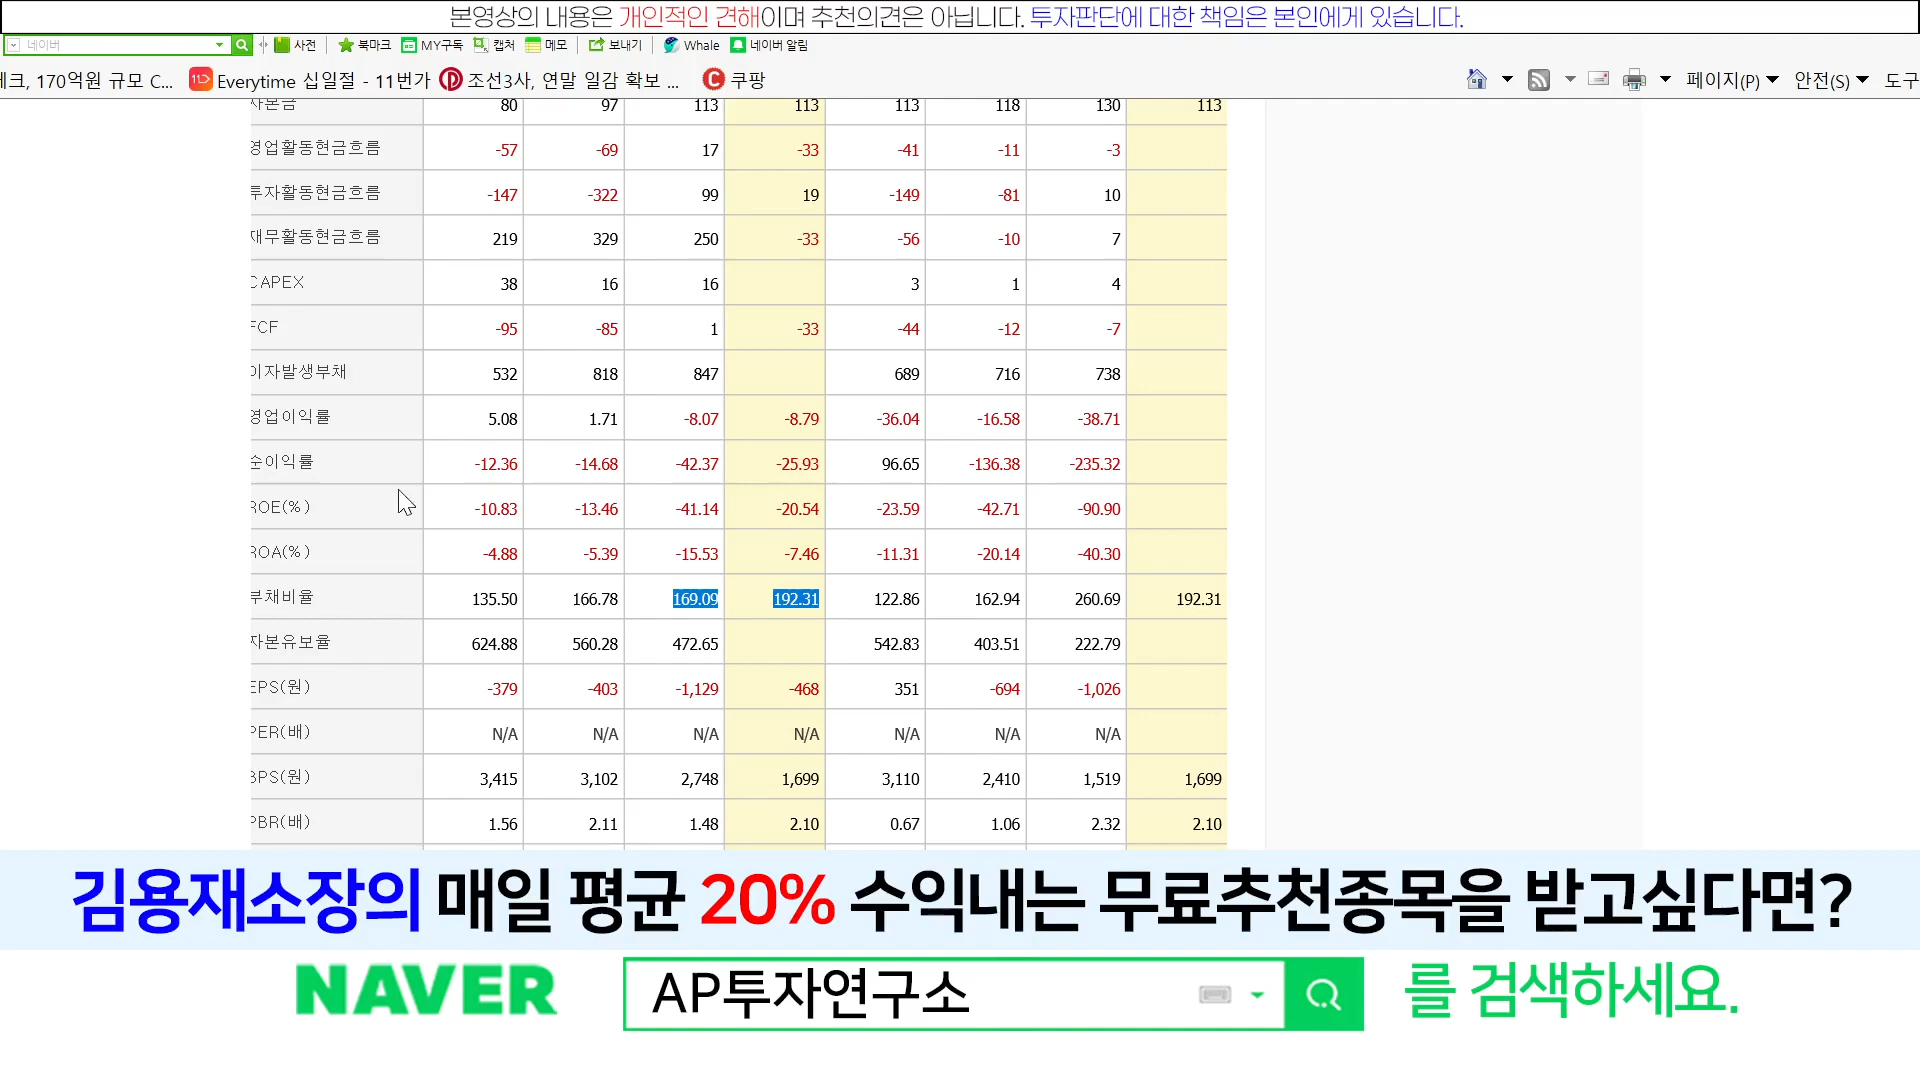 본영상의 내용은 개인적인 견해이며 추천의견은 아닙니다. 투자판단에 대한 책임은 본인에게 있습니다.
네이버 사전 북마크 MY구독 캡처 메모 보내기 Whale 네이버 알림
테크, 170억원 규모 C... 11D Everytime 십일절 - 11번가 조선3사, 연말 일감 확보 ... C 쿠팡 페이지(P) 안전(S) 도구
자본금 80 97 113 113 113 118 130 113
영업활동현금흐름 -57 -69 17 -33 -41 -11 -3
투자활동현금흐름 -147 -322 99 19 -149 -81 10
재무활동현금흐름 219 329 250 -33 -56 -10 7
CAPEX 38 16 16 3 1 4
FCF -95 -85 1 -33 -44 -12 -7
이자발생부채 532 818 847 689 716 738
영업이익률 5.08 1.71 -8.07 -8.79 -36.04 -16.58 -38.71
순이익률 -12.36 -14.68 -42.37 -25.93 96.65 -136.38 -235.32
ROE(%) -10.83 -13.46 -41.14 -20.54 -23.59 -42.71 -90.90
ROA(%) -4.88 -5.39 -15.53 -7.46 -11.31 -20.14 -40.30
부채비율 135.50 166.78 169.09 192.31 122.86 162.94 260.69 192.31
자본유보율 624.88 560.28 472.65 542.83 403.51 222.79
EPS(원) -379 -403 -1,129 -468 351 -694 -1,026
PER(배) N/A N/A N/A N/A N/A N/A N/A
BPS(원) 3,415 3,102 2,748 1,699 3,110 2,410 1,519 1,699
PBR(배) 1.56 2.11 1.48 2.10 0.67 1.06 2.32 2.10
김용재소장의 매일 평균 20% 수익내는 무료추천종목을 받고싶다면?
NAVER AP투자연구소 를 검색하세요.